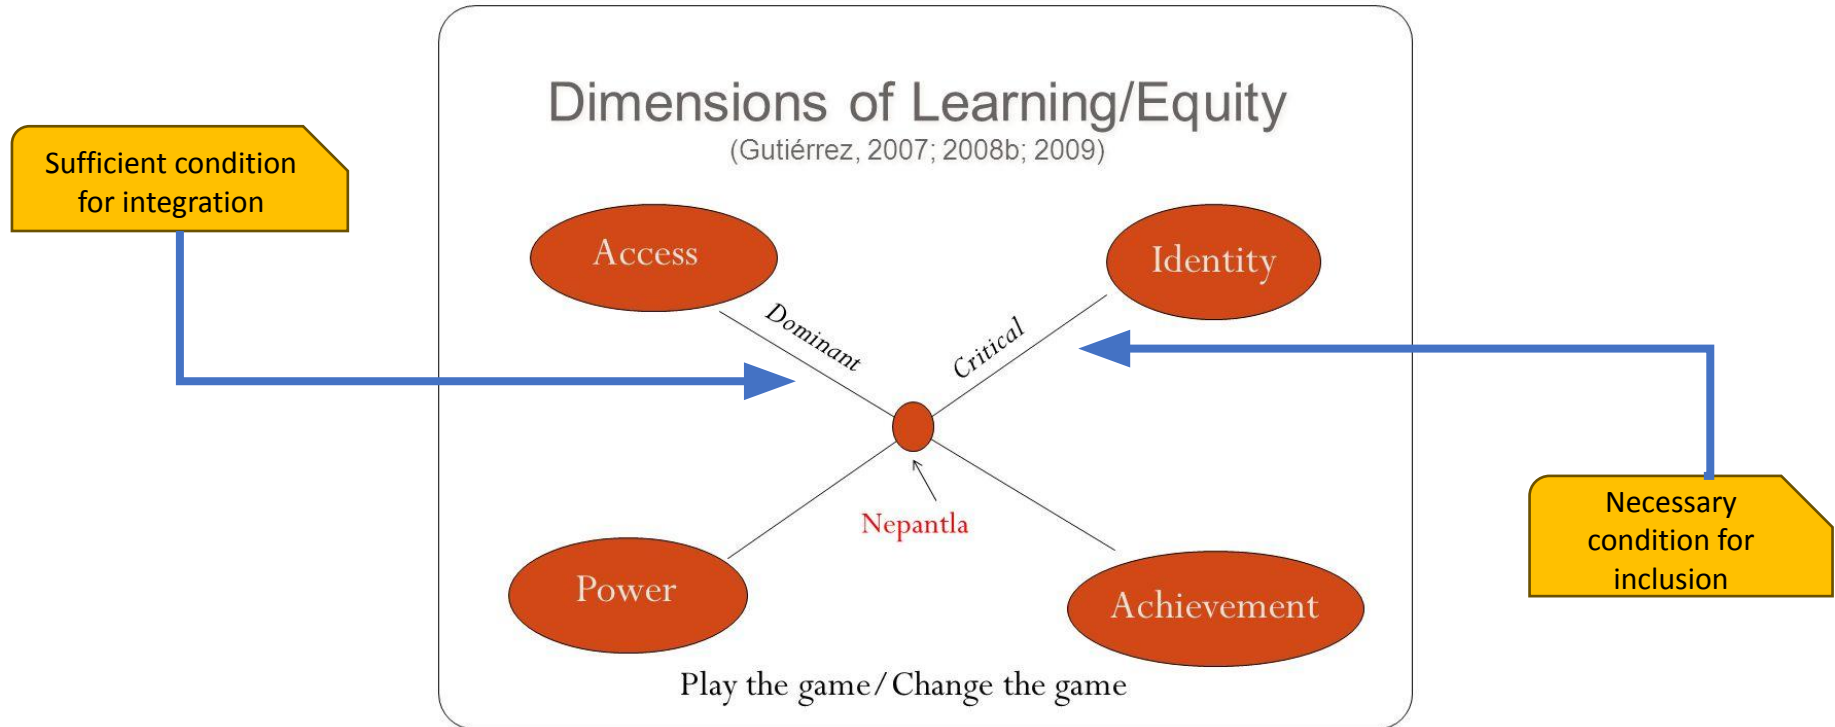 Dimensions of Learning/Equity
(Gutiérrez, 2007; 2008b; 2009)
Sufficient condition
for integration
Access
Identity
Dominant
Critical
Nepantla
Power
Achievement
Necessary
condition for
inclusion
Play the game/Change the game